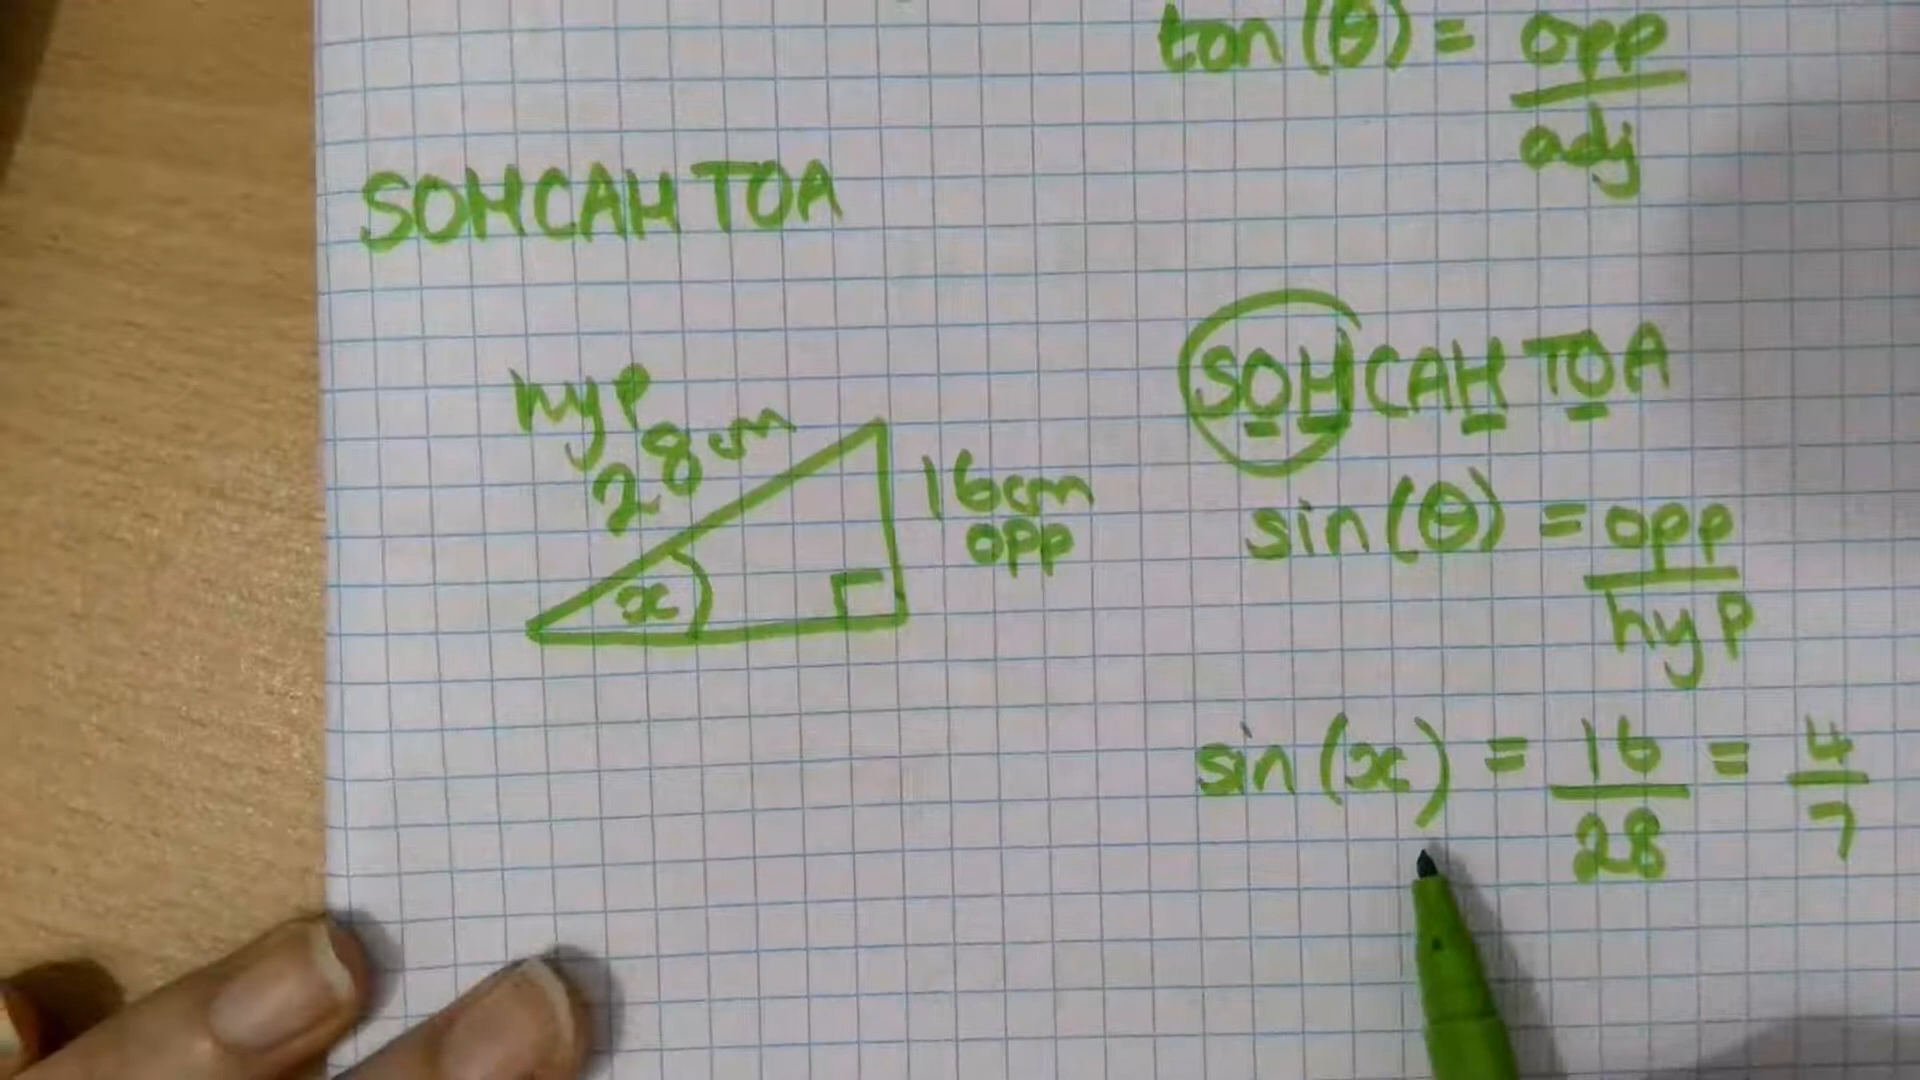 tan(θ) = opp
adj
SOHCAHTOA
hyp
28cm
16cm
opp
x
SOHCAHTOA
sin(θ) = opp
hyp
sin(x) = 16 = 4
28 7